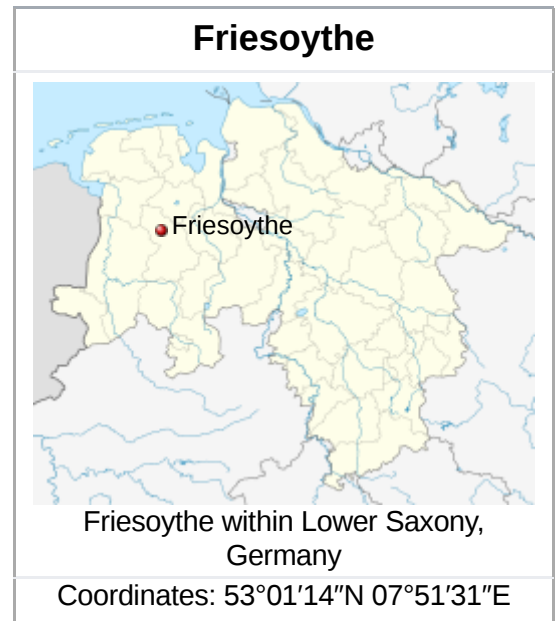 Friesoythe
Friesoythe
Friesoythe within Lower Saxony,
Germany
Coordinates: 53°01′14″N 07°51′31″E